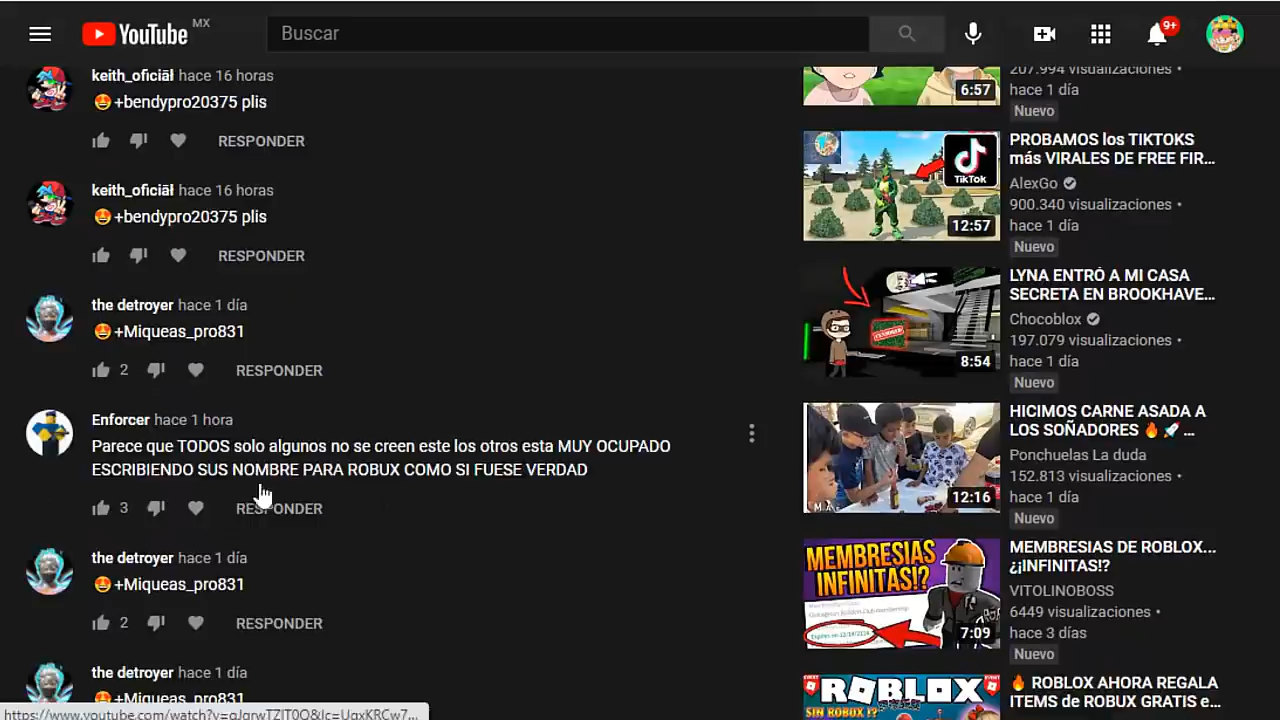 YouTube MX
Buscar
9+
keith_oficiāł hace 16 horas
🤩+bendypro20375 plis
RESPONDER
keith_oficiāł hace 16 horas
🤩+bendypro20375 plis
RESPONDER
the detroyer hace 1 día
🤩+Miqueas_pro831
2 RESPONDER
Enforcer hace 1 hora
Parece que TODOS solo algunos no se creen este los otros esta MUY OCUPADO
ESCRIBIENDO SUS NOMBRE PARA ROBUX COMO SI FUESE VERDAD
3 RESPONDER
the detroyer hace 1 día
🤩+Miqueas_pro831
2 RESPONDER
the detroyer hace 1 día
🤩+Miqueas_pro831
https://www.youtube.com/watch?v=
6:57
207.994 visualizaciones •
hace 1 día
Nuevo
TikTok
12:57
PROBAMOS los TIKTOKS
más VIRALES DE FREE FIR...
AlexGo
900.340 visualizaciones •
hace 1 día
Nuevo
8:54
LYNA ENTRÓ A MI CASA
SECRETA EN BROOKHAVE...
Chocoblox
197.079 visualizaciones •
hace 1 día
Nuevo
12:16
HICIMOS CARNE ASADA A
LOS SOÑADORES 🔥🚀...
Ponchuelas La duda
152.813 visualizaciones •
hace 1 día
Nuevo
MEMBRESIAS
INFINITAS!?
7:09
MEMBRESIAS DE ROBLOX...
¿¡INFINITAS!?
VITOLINOBOSS
6449 visualizaciones •
hace 3 días
Nuevo
ROBLOX
SIN ROBUX !?
🔥 ROBLOX AHORA REGALA
ITEMS de ROBUX GRATIS e...